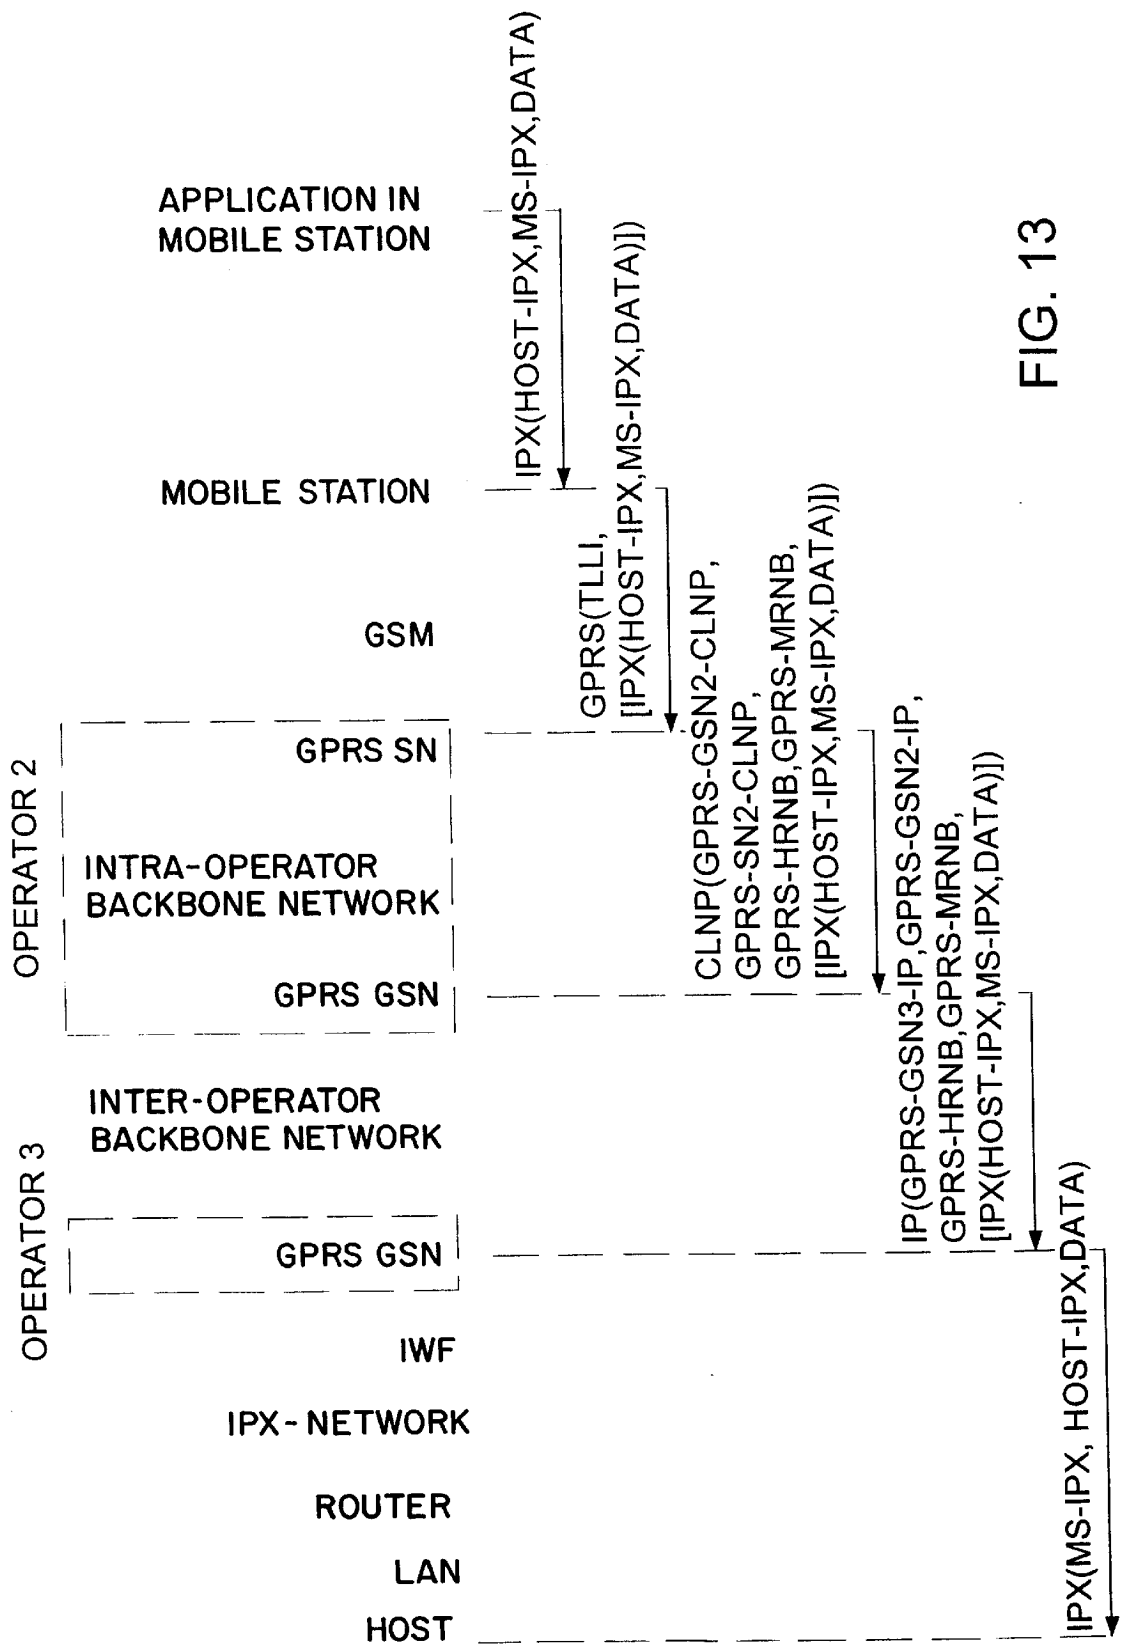 OPERATOR 3
OPERATOR 2
HOST
LAN
ROUTER
IPX-NETWORK
IWF
GPRS GSN
INTER-OPERATOR
BACKBONE NETWORK
GPRS GSN
INTRA-OPERATOR
BACKBONE NETWORK
GPRS SN
GSM
MOBILE STATION
APPLICATION IN
MOBILE STATION
IPX(HOST-IPX,MS-IPX,DATA)
GPRS(TLLI,
[IPX(HOST-IPX,MS-IPX,DATA)])
CLNP(GPRS-GSN2-CLNP,
GPRS-SN2-CLNP,
GPRS-HRNB,GPRS-MRNB,
[IPX(HOST-IPX,MS-IPX,DATA)])
IP(GPRS-GSN3-IP,GPRS-GSN2-IP,
GPRS-HRNB,GPRS-MRNB,
[IPX(HOST-IPX,MS-IPX,DATA)])
IPX(MS-IPX, HOST-IPX,DATA)
FIG. 13